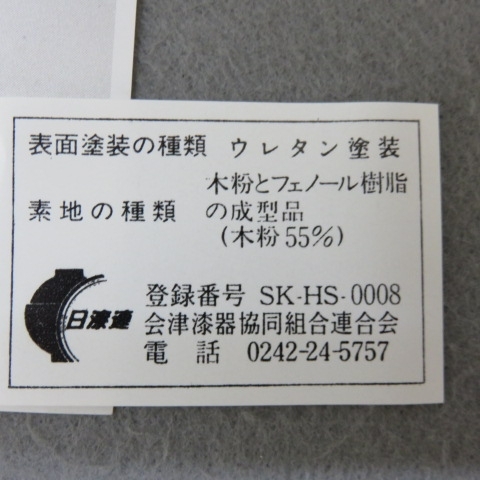 表面塗装の種類 ウレタン塗装
素地の種類 木粉とフェノール樹脂
の成型品
(木粉55%)
日漆連
登録番号 SK-HS-0008
会津漆器協同組合連合会
電話 0242-24-5757